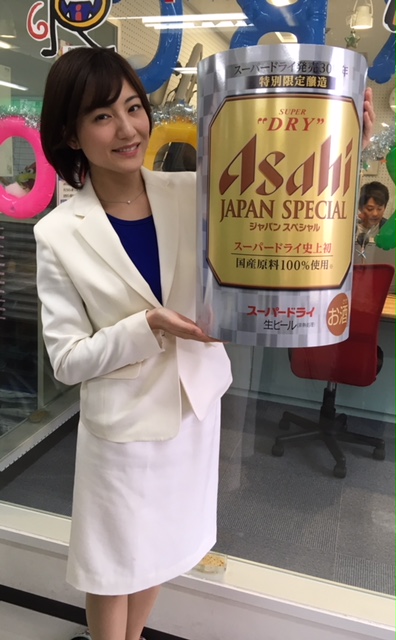 スーパードライ発売30周年
特別限定醸造
SUPER
"DRY"
Asahi
JAPAN SPECIAL
ジャパンスペシャル
スーパードライ史上初
国産原料100%使用
スーパードライ
生ビール
お酒